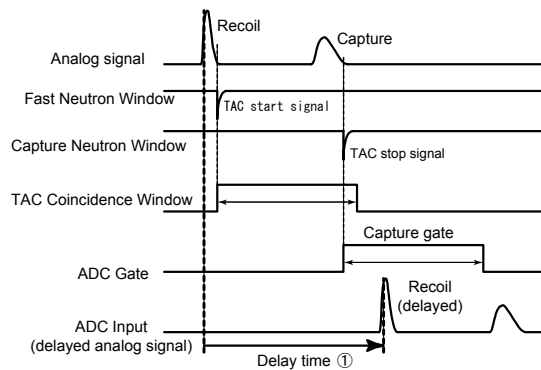 Recoil
Capture
Analog signal
Fast Neutron Window
TAC start signal
Capture Neutron Window
TAC stop signal
TAC Coincidence Window
Capture gate
ADC Gate
Recoil
(delayed)
ADC Input
(delayed analog signal)
Delay time ①